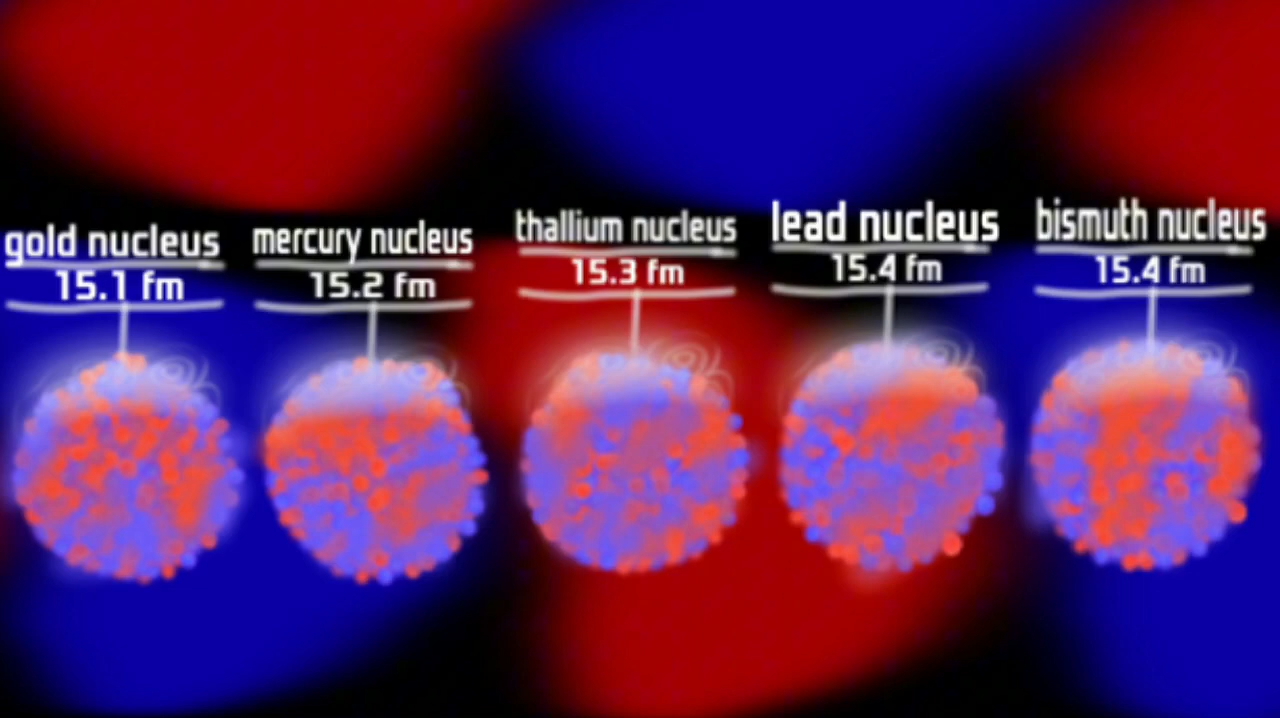 gold nucleus
15.1 fm
mercury nucleus
15.2 fm
thallium nucleus
15.3 fm
lead nucleus
15.4 fm
bismuth nucleus
15.4 fm